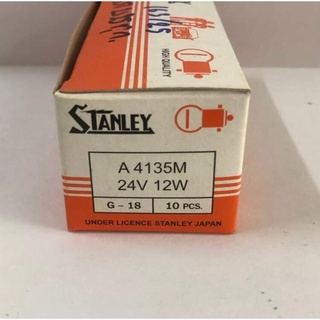 HIGH QUALITY
STANLEY
A 4135M
24V 12W
G - 18
10 PCS.
UNDER LICENCE STANLEY JAPAN